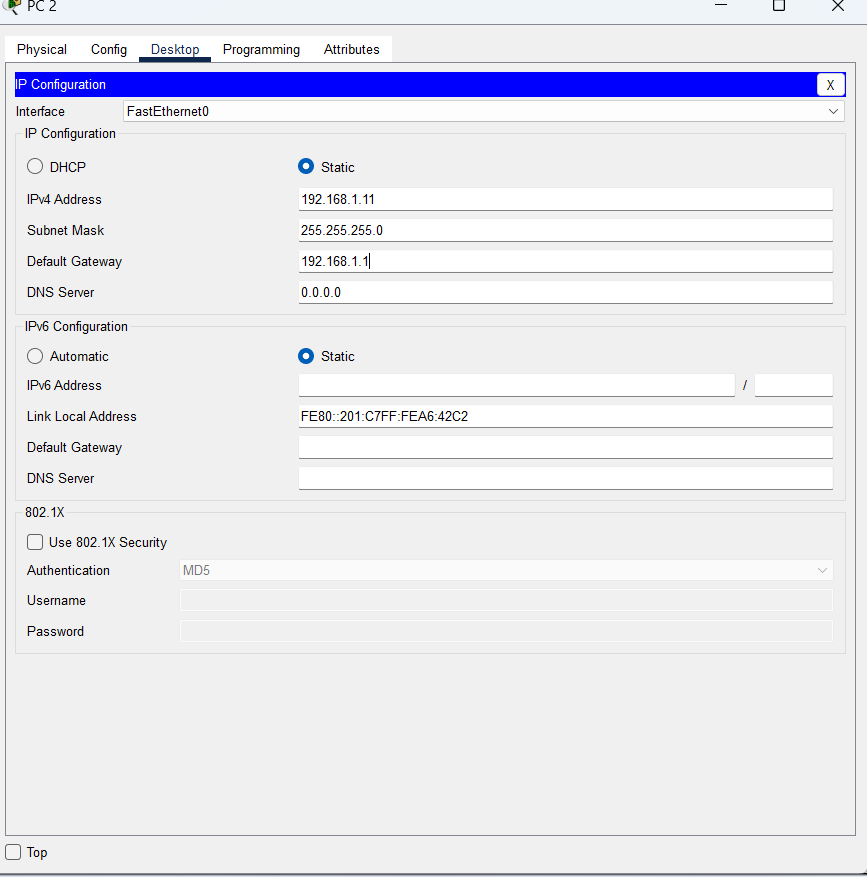 PC 2
Physical Config Desktop Programming Attributes
IP Configuration X
Interface FastEthernet0
IP Configuration
DHCP Static
IPv4 Address 192.168.1.11
Subnet Mask 255.255.255.0
Default Gateway 192.168.1.1
DNS Server 0.0.0.0
IPv6 Configuration
Automatic Static
IPv6 Address /
Link Local Address FE80::201:C7FF:FEA6:42C2
Default Gateway
DNS Server
802.1X
Use 802.1X Security
Authentication MD5
Username
Password
Top